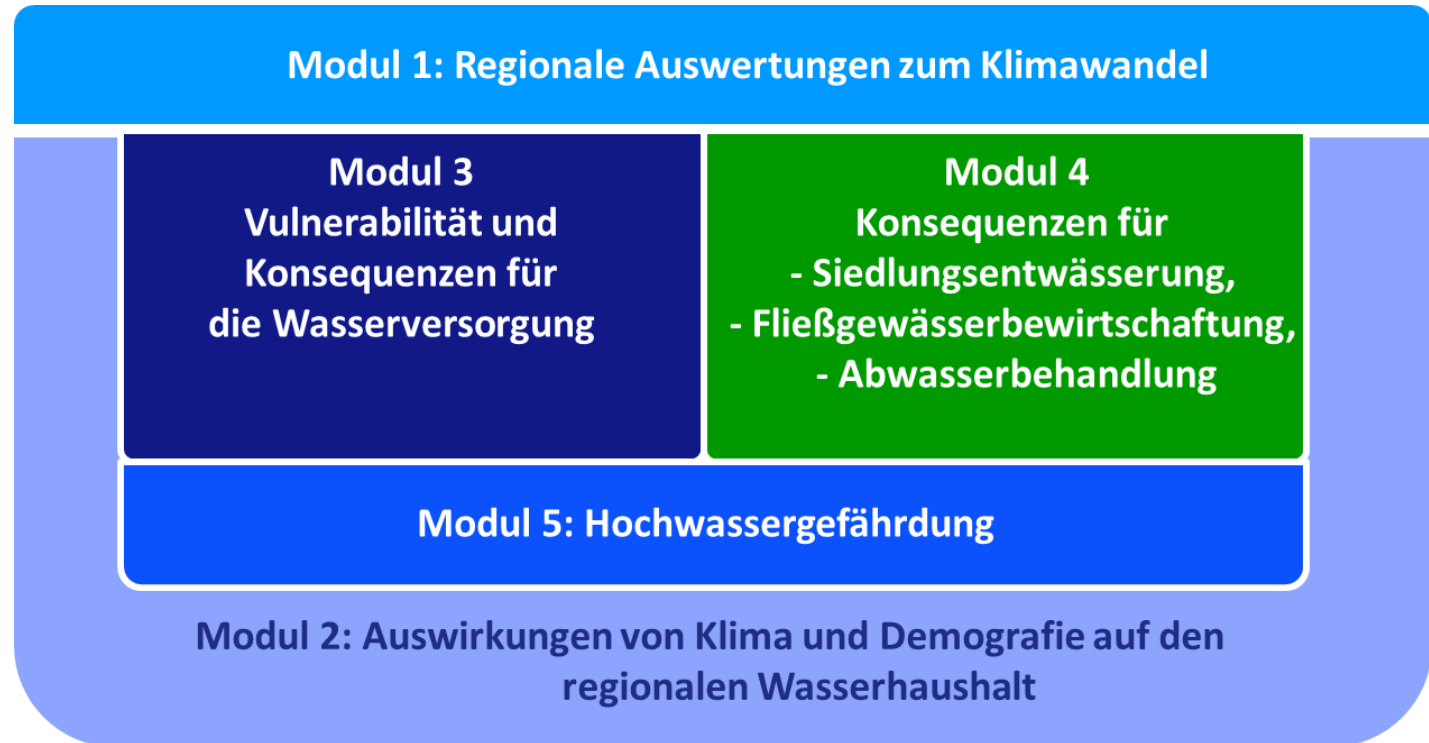 Modul 1: Regionale Auswertungen zum Klimawandel
Modul 3
Vulnerabilität und
Konsequenzen für
die Wasserversorgung
Modul 4
Konsequenzen für
- Siedlungsentwässerung,
- Fließgewässerbewirtschaftung,
- Abwasserbehandlung
Modul 5: Hochwassergefährdung
Modul 2: Auswirkungen von Klima und Demografie auf den
regionalen Wasserhaushalt